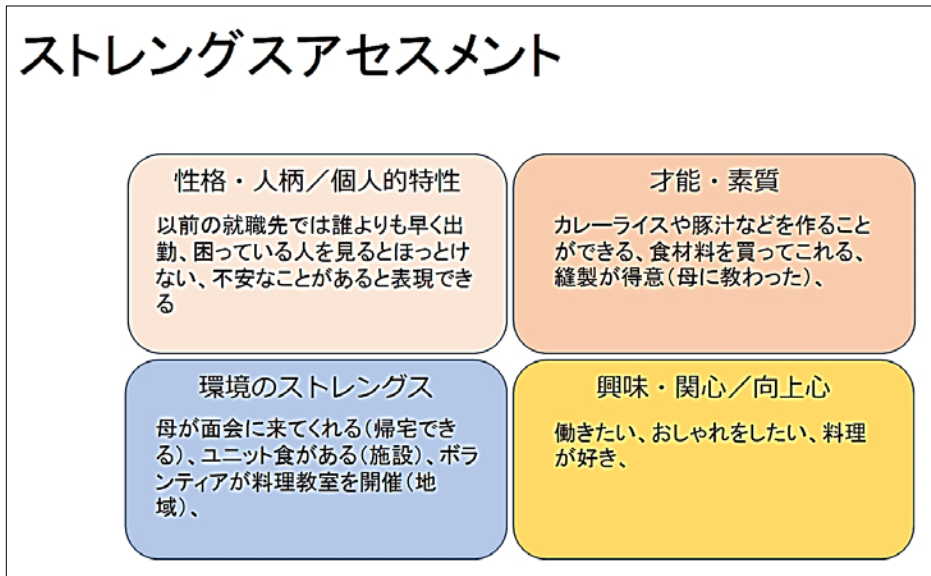 ストレングスアセスメント
性格・人柄／個人的特性
以前の就職先では誰よりも早く出
勤、困っている人を見るとほっとけ
ない、不安なことがあると表現でき
る
才能・素質
カレーライスや豚汁などを作ること
ができる、食材料を買ってこれる、
縫製が得意(母に教わった)、
環境のストレングス
母が面会に来てくれる(帰宅でき
る)、ユニット食がある(施設)、ボラ
ンティアが料理教室を開催(地
域)、
興味・関心／向上心
働きたい、おしゃれをしたい、料理
が好き、